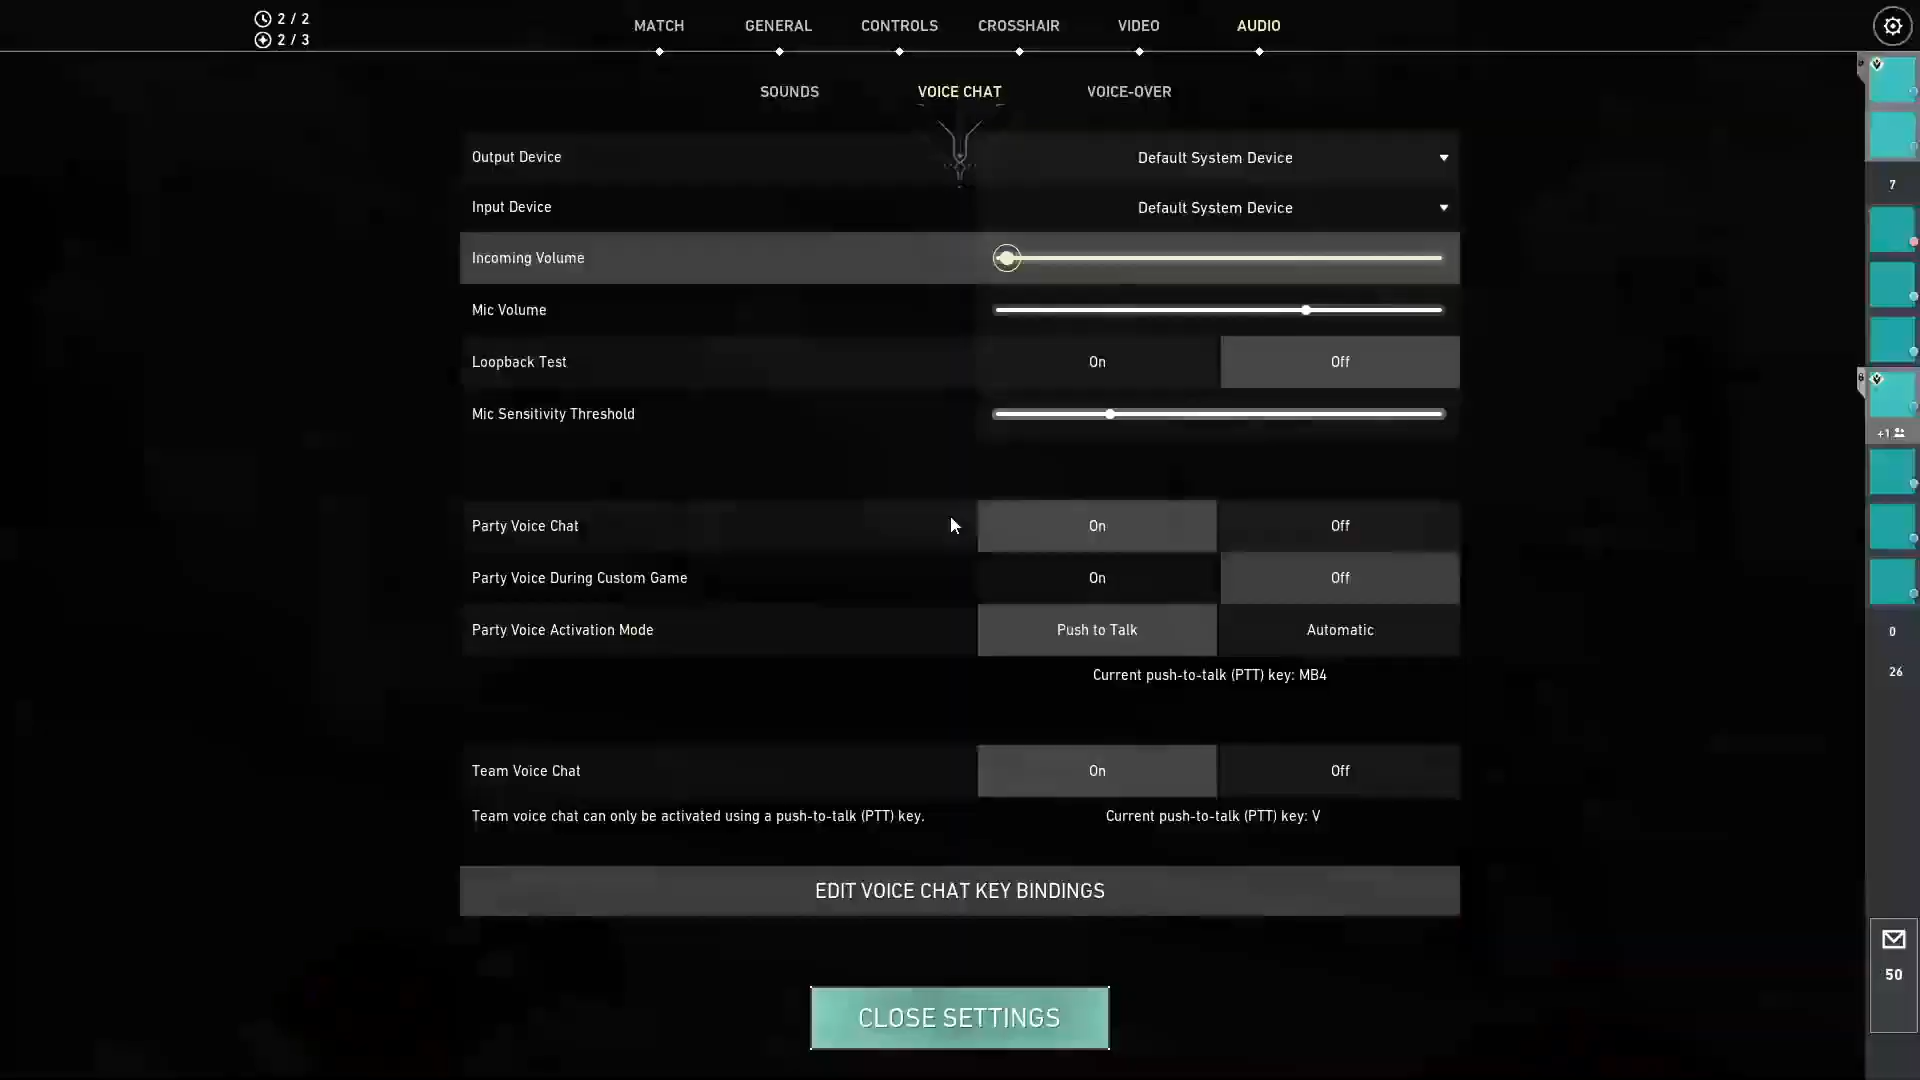 2 / 2
2 / 3
MATCH
GENERAL
CONTROLS
CROSSHAIR
VIDEO
AUDIO
SOUNDS
VOICE CHAT
VOICE-OVER
Output Device
Default System Device
Input Device
Default System Device
Incoming Volume
Mic Volume
Loopback Test
On
Off
Mic Sensitivity Threshold
Party Voice Chat
On
Off
Party Voice During Custom Game
On
Off
Party Voice Activation Mode
Push to Talk
Automatic
Current push-to-talk (PTT) key: MB4
Team Voice Chat
On
Off
Team voice chat can only be activated using a push-to-talk (PTT) key.
Current push-to-talk (PTT) key: V
EDIT VOICE CHAT KEY BINDINGS
CLOSE SETTINGS
7
+1
0
26
50